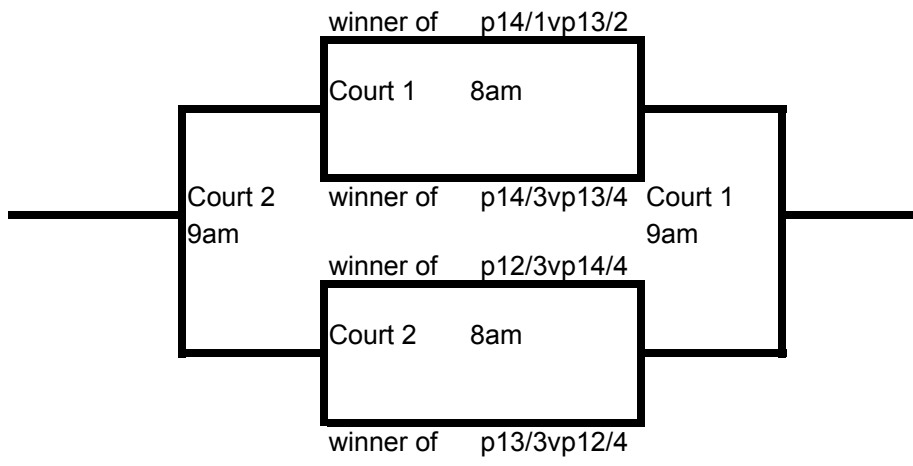 winner of p14/1vp13/2
Court 1 8am
Court 2
9am
winner of p14/3vp13/4
Court 1
9am
winner of p12/3vp14/4
Court 2 8am
winner of p13/3vp12/4